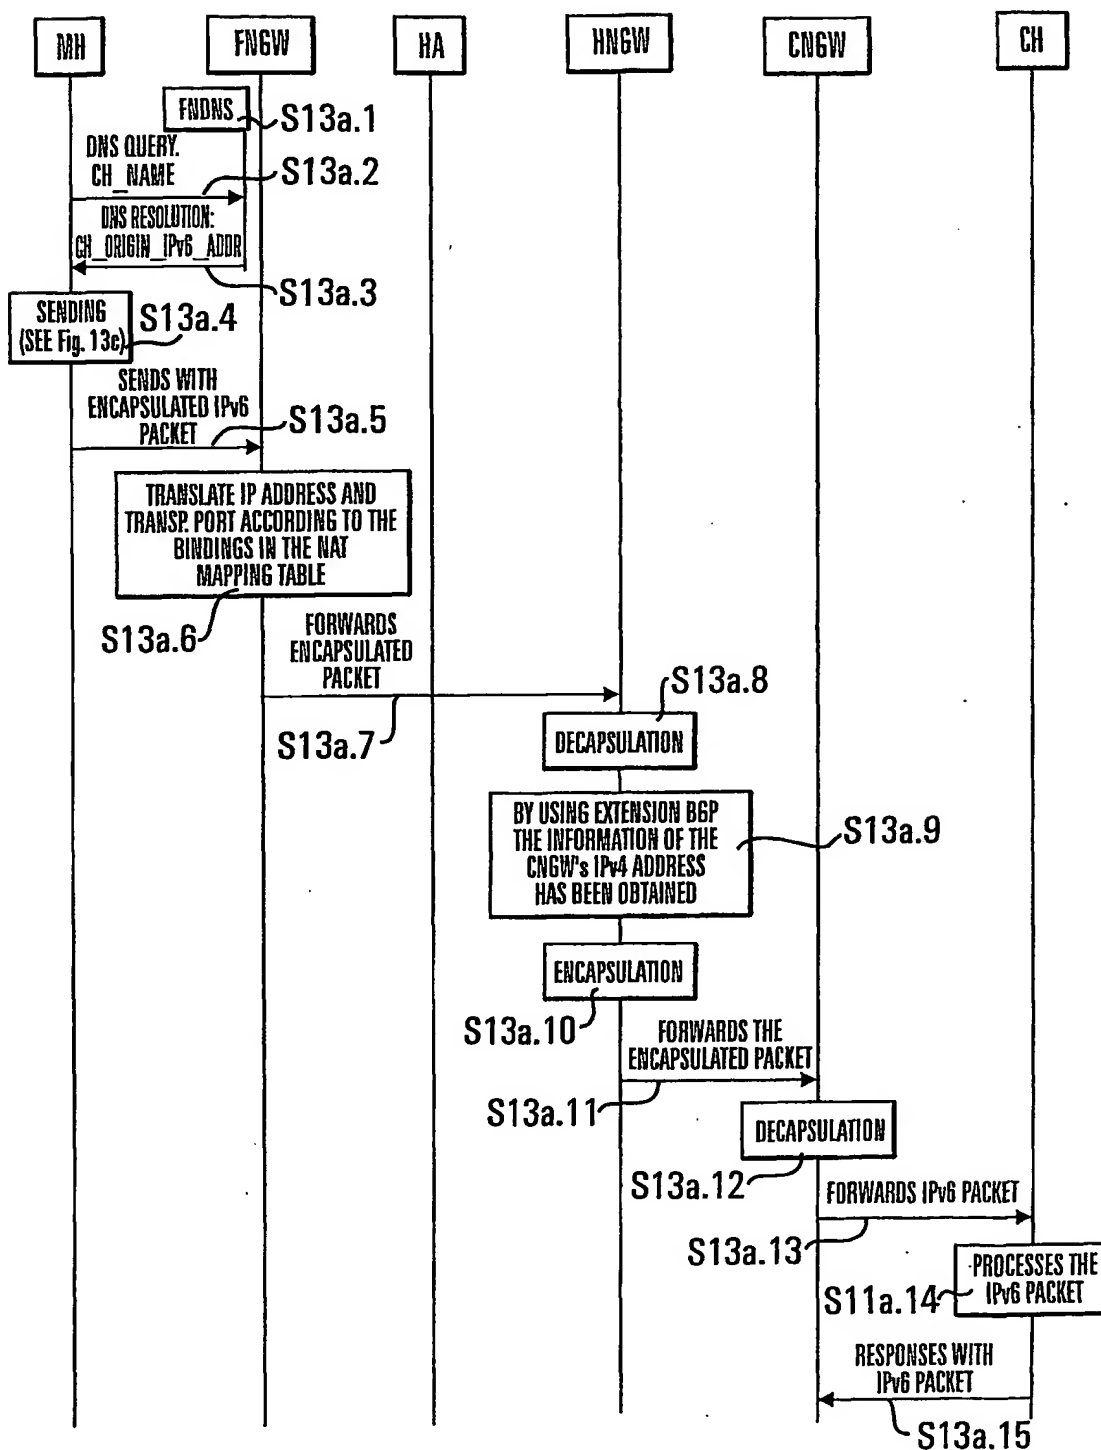 MH
FNGW
HA
HNGW
CNGW
CH
FNDNS
S13a.1
DNS QUERY.
CH_NAME
S13a.2
DNS RESOLUTION:
CH_ORIGIN_IPv6_ADDR
S13a.3
SENDING
(SEE Fig. 13c)
S13a.4
SENDS WITH
ENCAPSULATED IPv6
PACKET
S13a.5
TRANSLATE IP ADDRESS AND
TRANSP. PORT ACCORDING TO THE
BINDINGS IN THE NAT
MAPPING TABLE
S13a.6
FORWARDS
ENCAPSULATED
PACKET
S13a.7
S13a.8
DECAPSULATION
BY USING EXTENSION BGP
THE INFORMATION OF THE
CNGW's IPv4 ADDRESS
HAS BEEN OBTAINED
S13a.9
ENCAPSULATION
S13a.10
FORWARDS THE
ENCAPSULATED PACKET
S13a.11
DECAPSULATION
S13a.12
FORWARDS IPv6 PACKET
S13a.13
PROCESSES THE
IPv6 PACKET
S11a.14
RESPONSES WITH
IPv6 PACKET
S13a.15